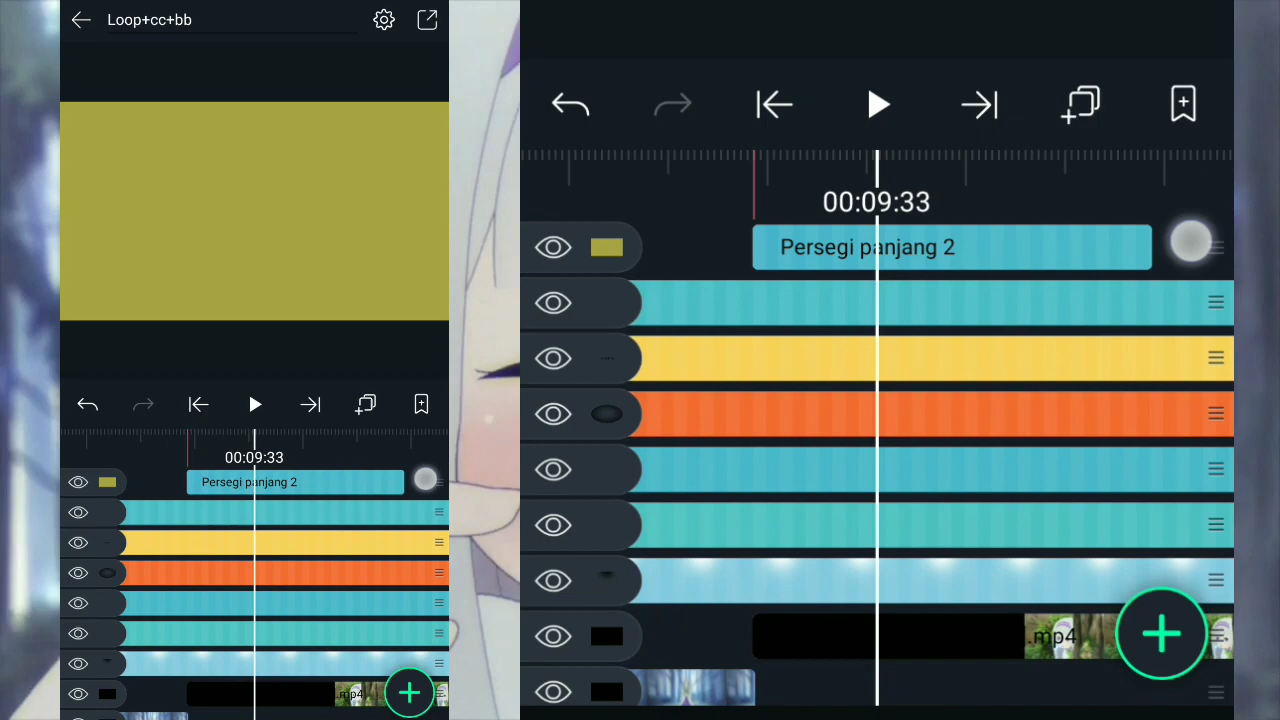 Loop+cc+bb
00:09:33
Persegi panjang 2
.mp4
00:09:33
Persegi panjang 2
.mp4